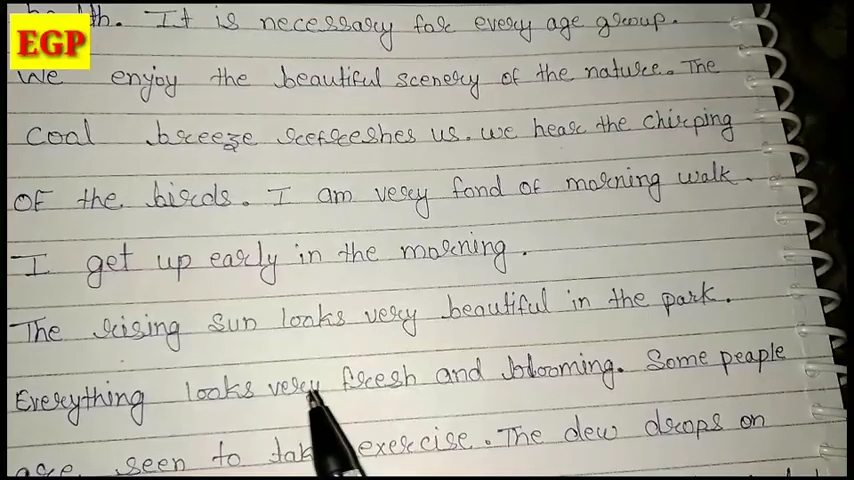 health. It is necessary for every age group.
EGP
We enjoy the beautiful scenery of the nature. The
coal breeze refreshes us. we hear the chirping
of the birds. I am very fond of morning walk.
I get up early in the morning.
The rising sun looks very beautiful in the park.
Everything looks very fresh and blooming. Some people
are seen to take exercise. The dew drops on